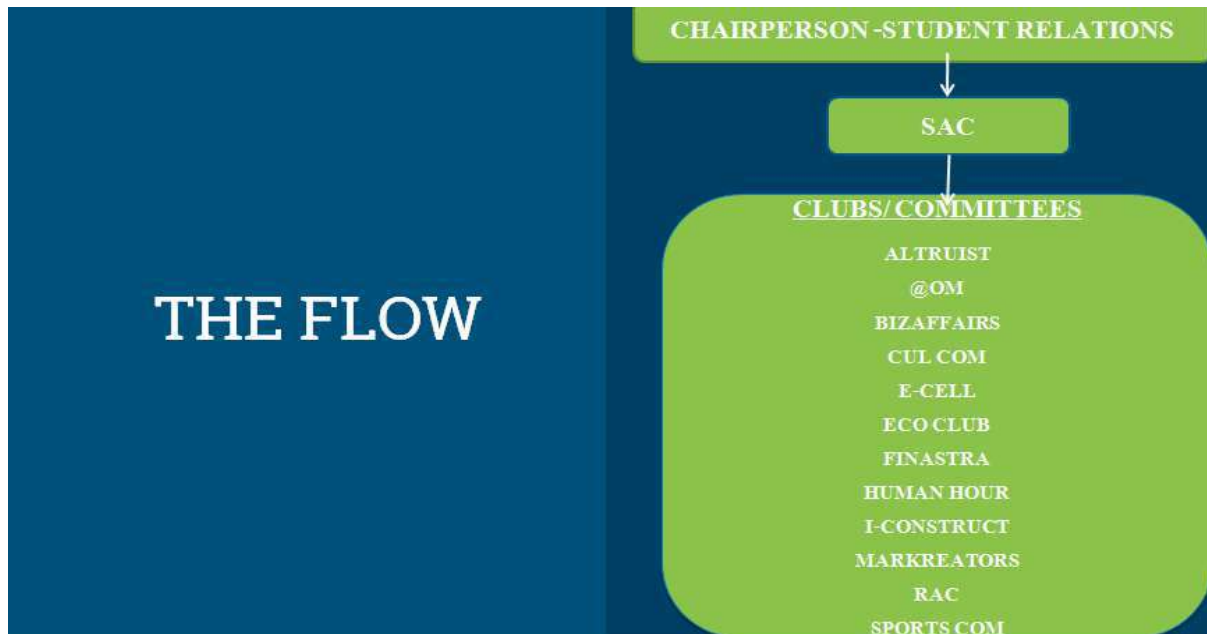 THE FLOW
CHAIRPERSON -STUDENT RELATIONS
SAC
CLUBS/ COMMITTEES
ALTRUIST
@OM
BIZAFFAIRS
CUL COM
E-CELL
ECO CLUB
FINASTRA
HUMAN HOUR
I-CONSTRUCT
MARKREATORS
RAC
SPORTS COM